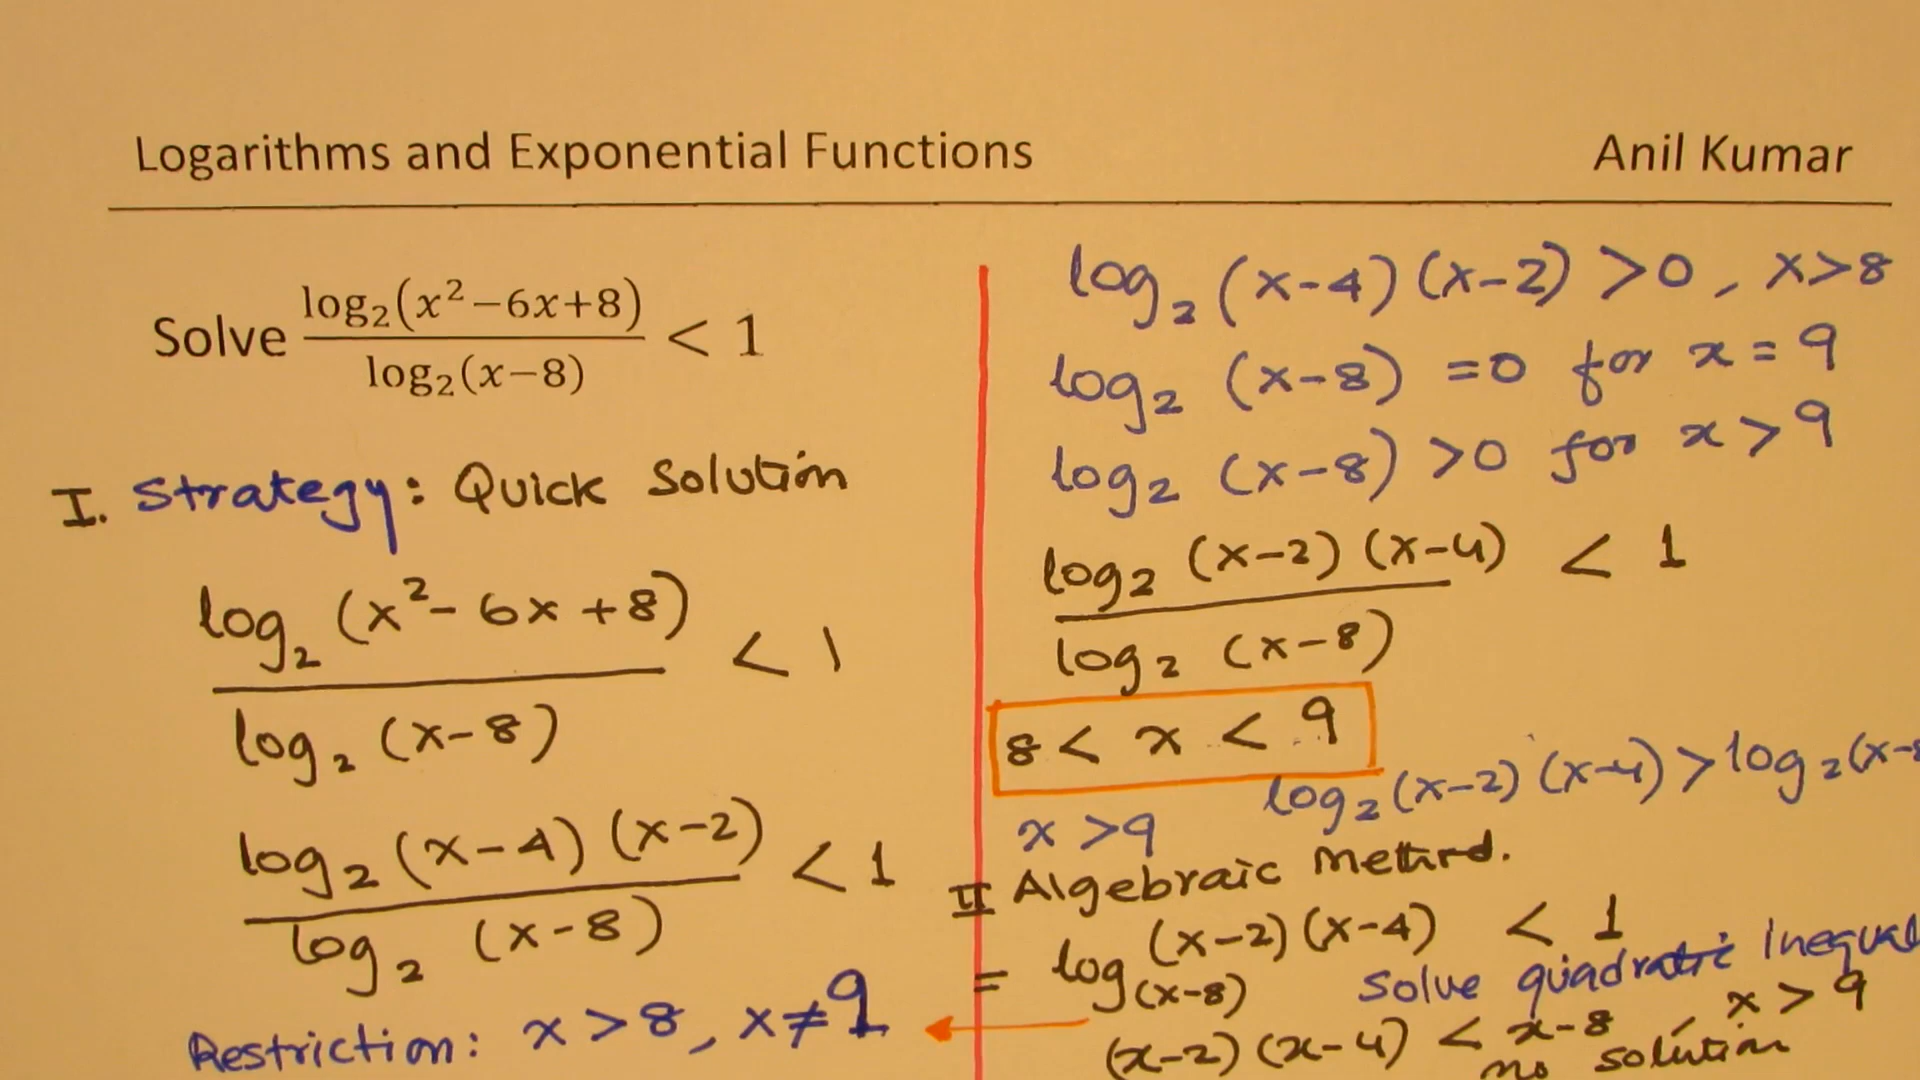 Logarithms and Exponential Functions
Anil Kumar
Solve log₂(x²−6x+8) / log₂(x−8) < 1
I. Strategy: Quick Solution
log₂(x²-6x+8)
< 1
log₂(x-8)
log₂(x-4)(x-2)
< 1
log₂(x-8)
Restriction: x>8, x≠9
log₂(x-4)(x-2) >0, x>8
log₂(x-8) =0 for x=9
log₂(x-8) >0 for x>9
log₂(x-2)(x-4) < 1
log₂(x-8)
8< x < 9
log₂(x-2)(x-4) > log₂(x-8
x >9
II Algebraic Method.
= log₍ₓ₋₈₎(x-2)(x-4) < 1
Solve quadratic Inequal
(x-2)(x-4) < x-8, x>9
no solution